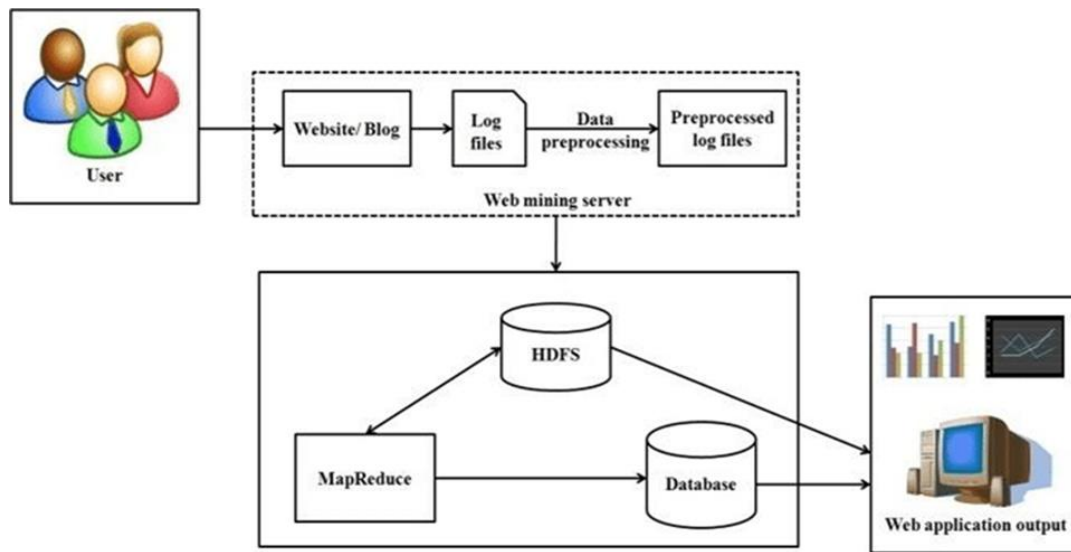 User
Website/ Blog
Log
files
Data
preprocessing
Preprocessed
log files
Web mining server
HDFS
MapReduce
Database
Web application output